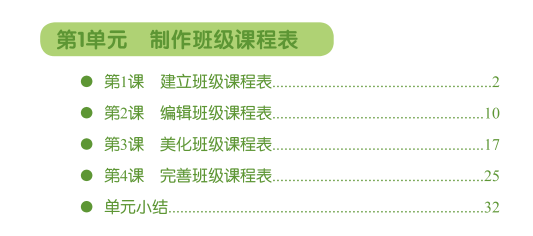 第1单元 制作班级课程表
● 第1课 建立班级课程表......................................................2
● 第2课 编辑班级课程表....................................................10
● 第3课 美化班级课程表....................................................17
● 第4课 完善班级课程表....................................................25
● 单元小结..............................................................................32